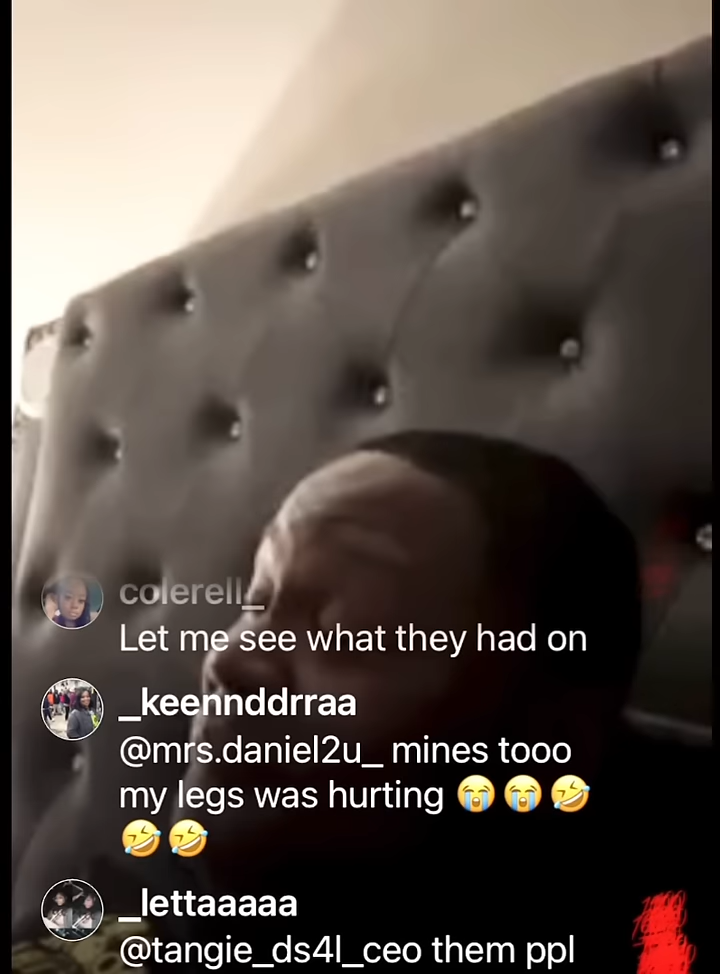 colerell_
Let me see what they had on
_keennddrraa
@mrs.daniel2u_ mines tooo
my legs was hurting 😭😭🤣
🤣🤣
_lettaaaaa
@tangie_ds4l_ceo them ppl